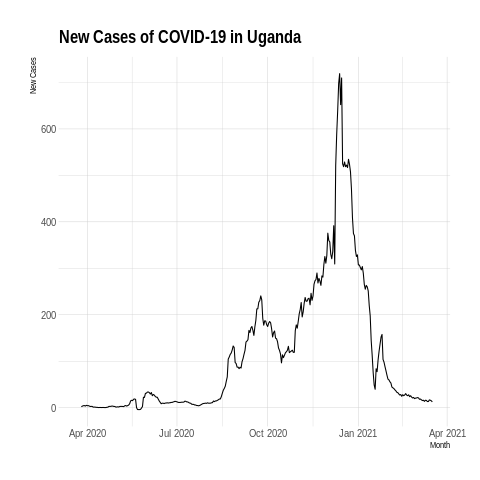 New Cases of COVID-19 in Uganda
New Cases
600
400
200
0
Apr 2020 Jul 2020 Oct 2020 Jan 2021 Apr 2021
Month